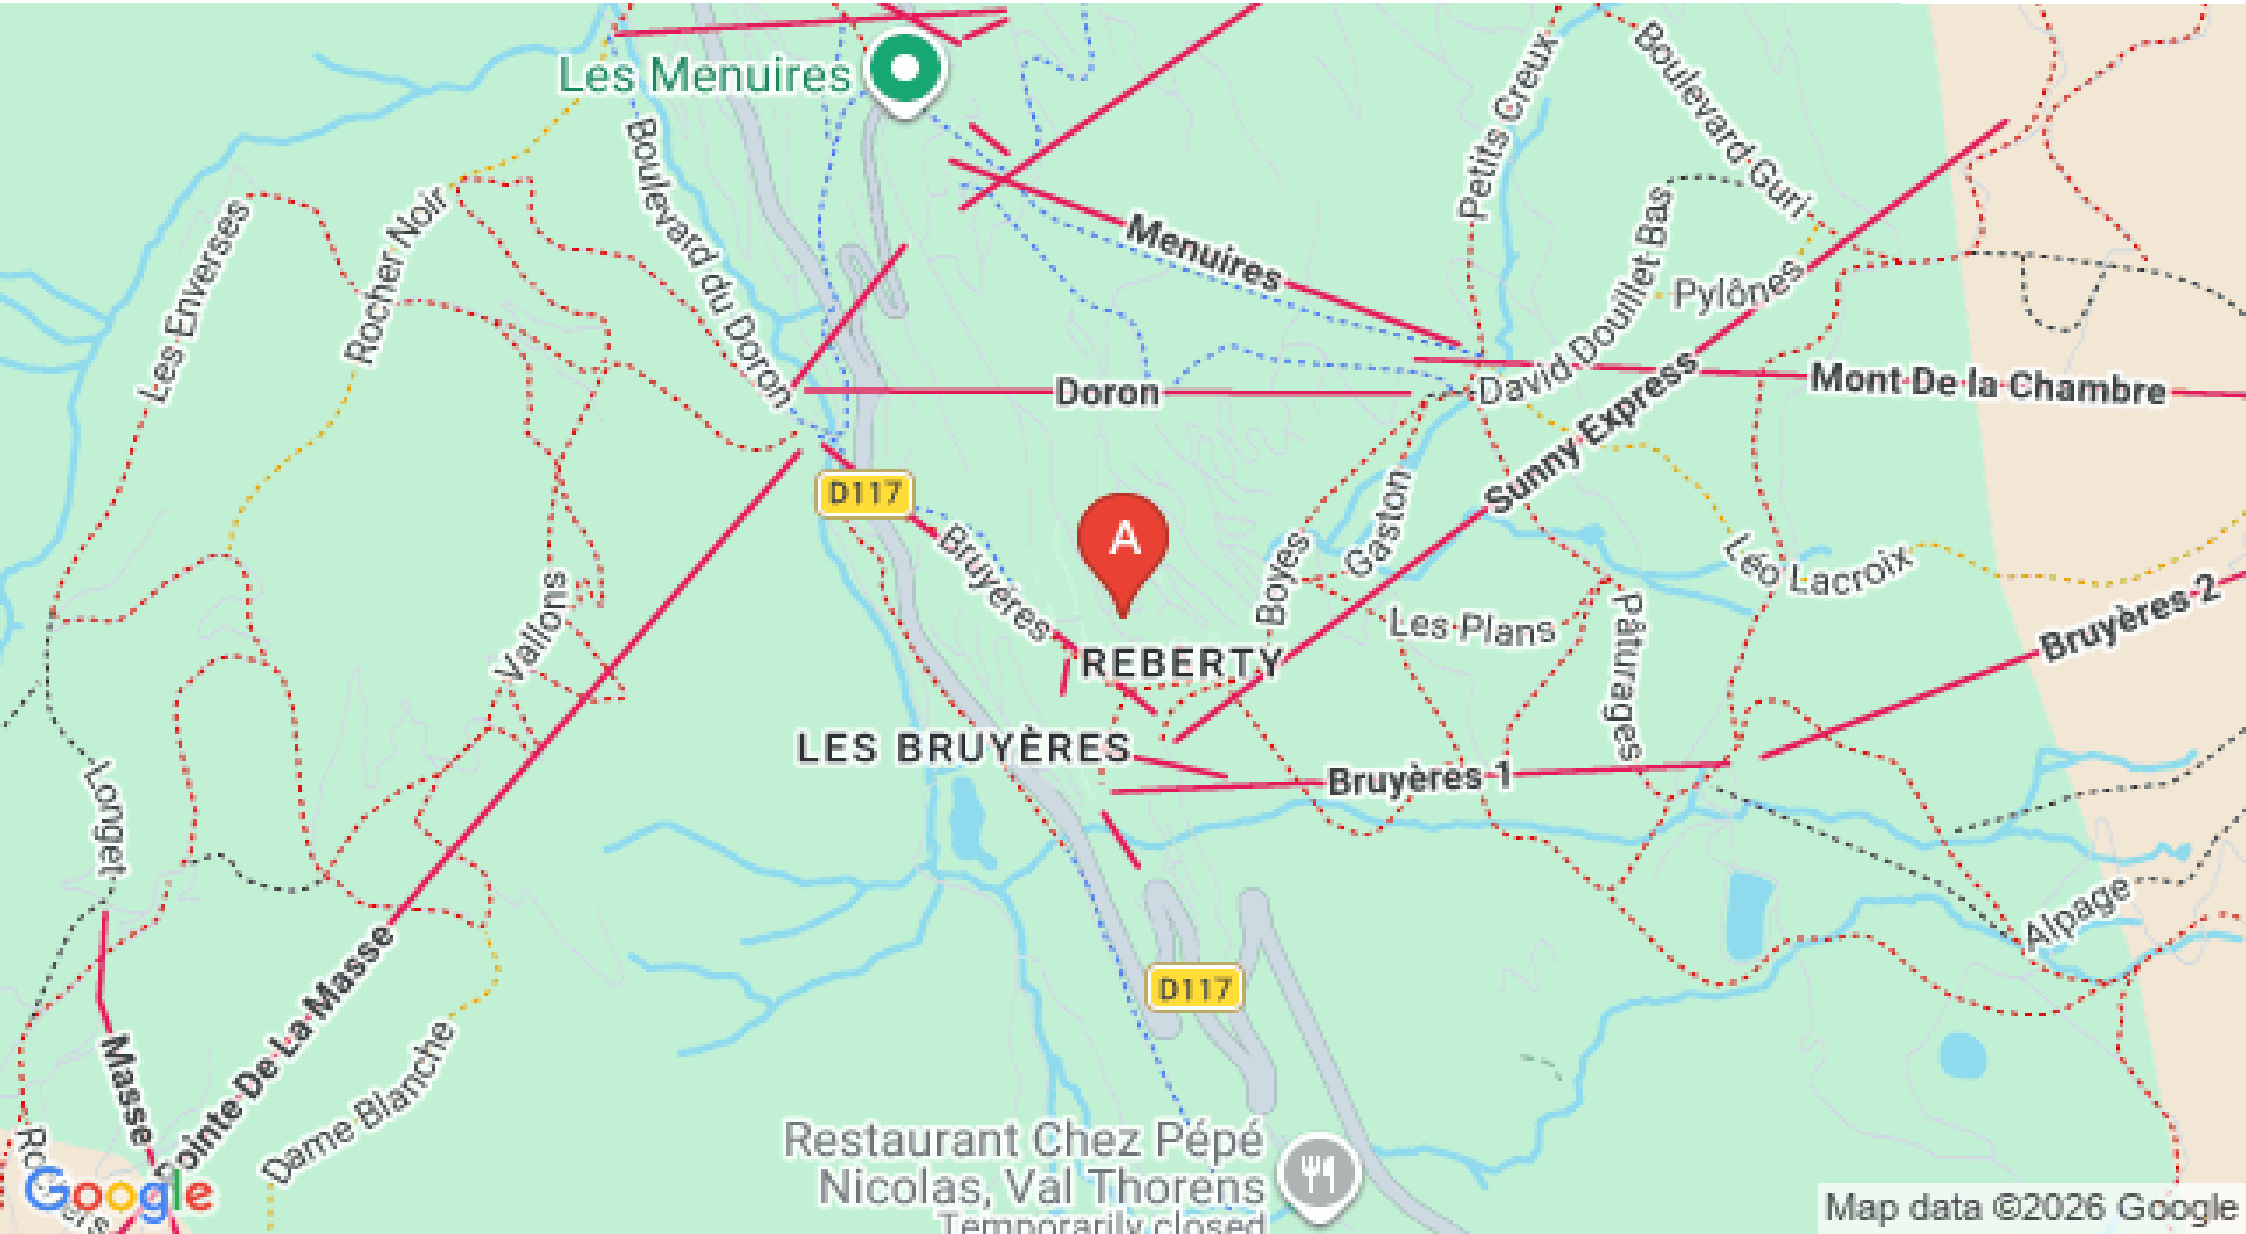 Les Menuires
Petits Creux
Boulevard Guri
Boulevard du Doron
Les Enverses
Rocher Noir
Menuires
David Douillet Bas
Pylônes
Doron
Mont De la Chambre
Sunny Express
D117
A
Bruyères
Gaston
Boyes
Léo Lacroix
Vallons
Les Plans
Pâturages
Bruyères 2
REBERTY
LES BRUYÈRES
Bruyères 1
Longet
Alpage
Pointe De La Masse
D117
Masse
Dame Blanche
Restaurant Chez Pépé
Nicolas, Val Thorens
Temporarily closed
Google
Map data ©2026 Google